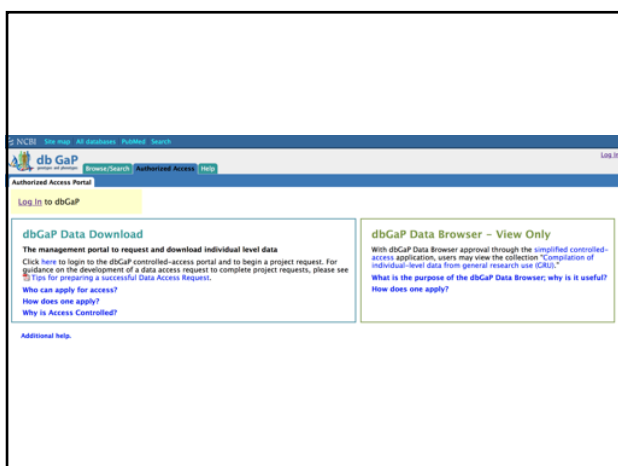 NCBI Site map All databases PubMed Search
db GaP
genotypes and phenotypes
Browse/Search Authorized Access Help
Log In
Authorized Access Portal
Log In to dbGaP
dbGaP Data Download
The management portal to request and download individual level data
Click here to login to the dbGaP controlled-access portal and to begin a project request. For
guidance on the development of a data access request to complete project requests, please see
Tips for preparing a successful Data Access Request.
Who can apply for access?
How does one apply?
Why is Access Controlled?
dbGaP Data Browser - View Only
With dbGaP Data Browser approval through the simplified controlled-
access application, users may view the collection "Compilation of
individual-level data from general research use (GRU)."
What is the purpose of the dbGaP Data Browser; why is it useful?
How does one apply?
Additional help.